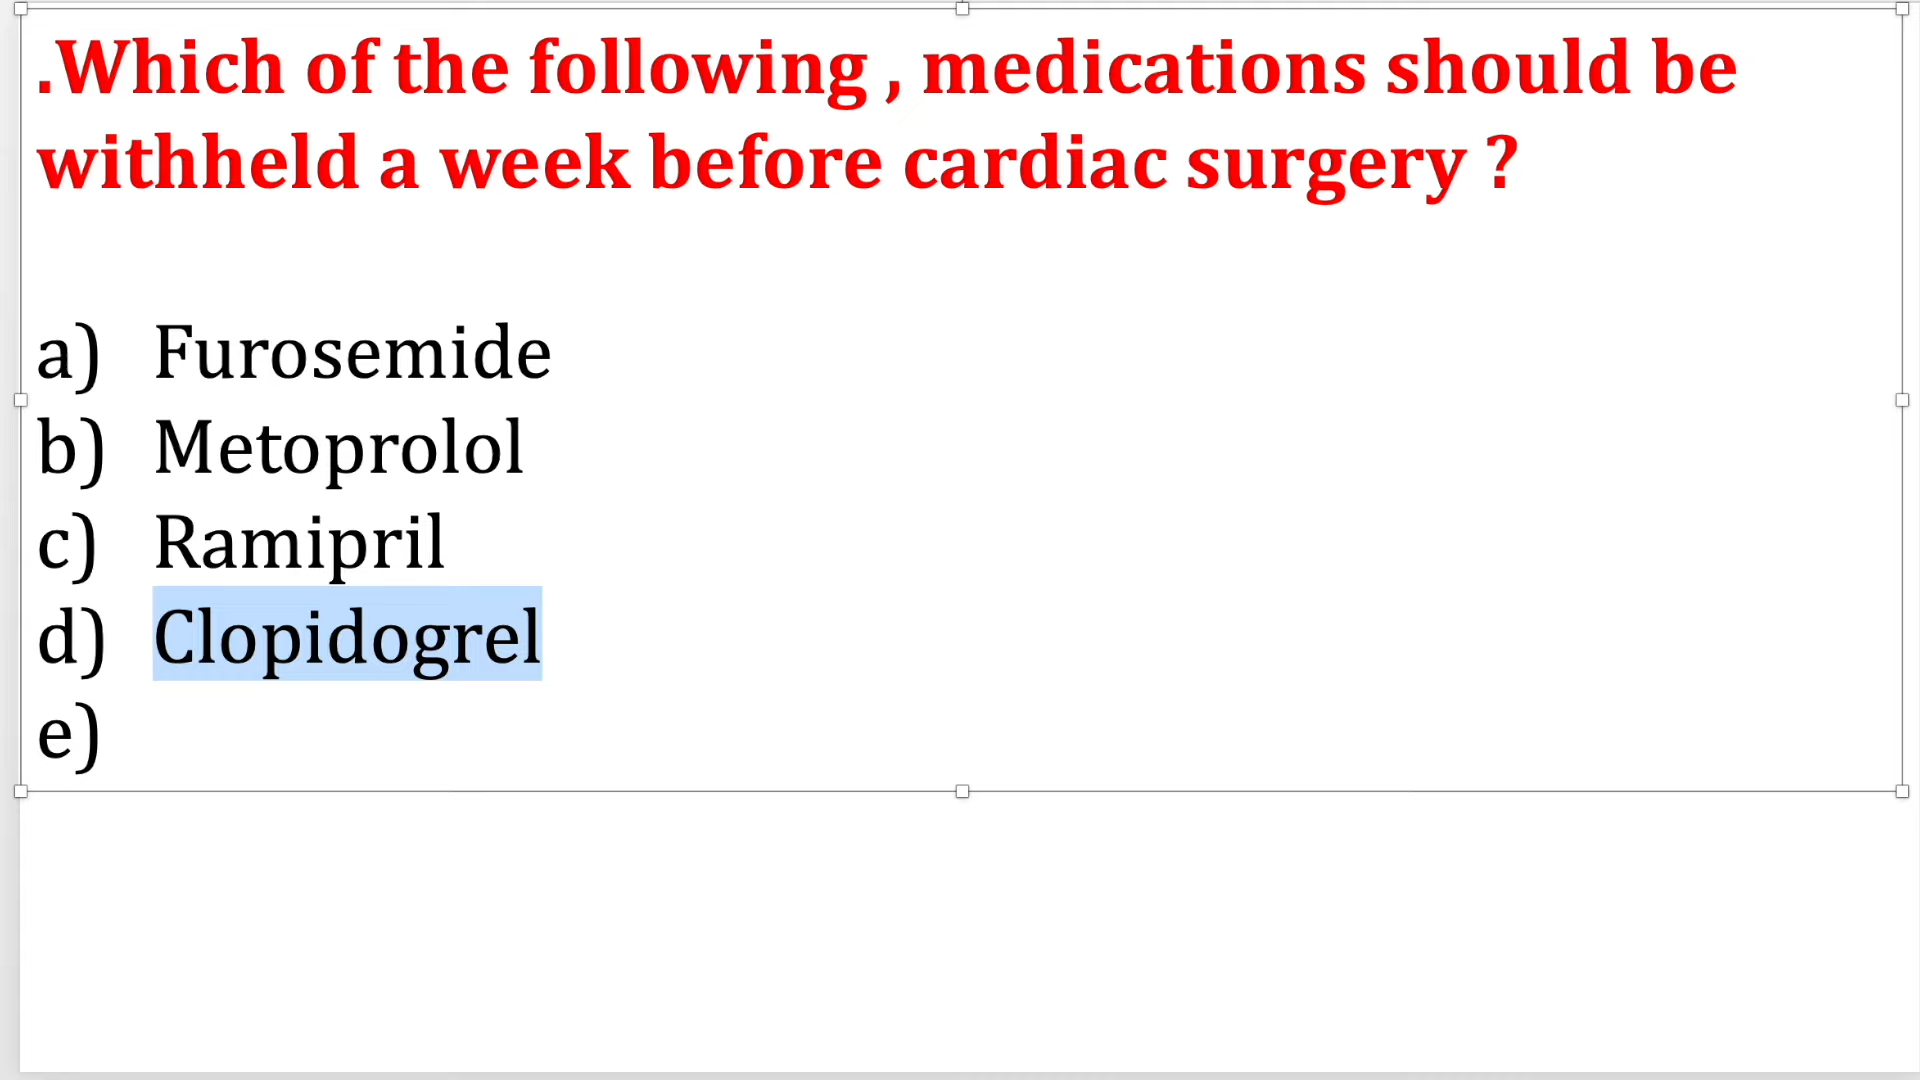 .Which of the following , medications should be
withheld a week before cardiac surgery ?
a) Furosemide
b) Metoprolol
c) Ramipril
d) Clopidogrel
e)